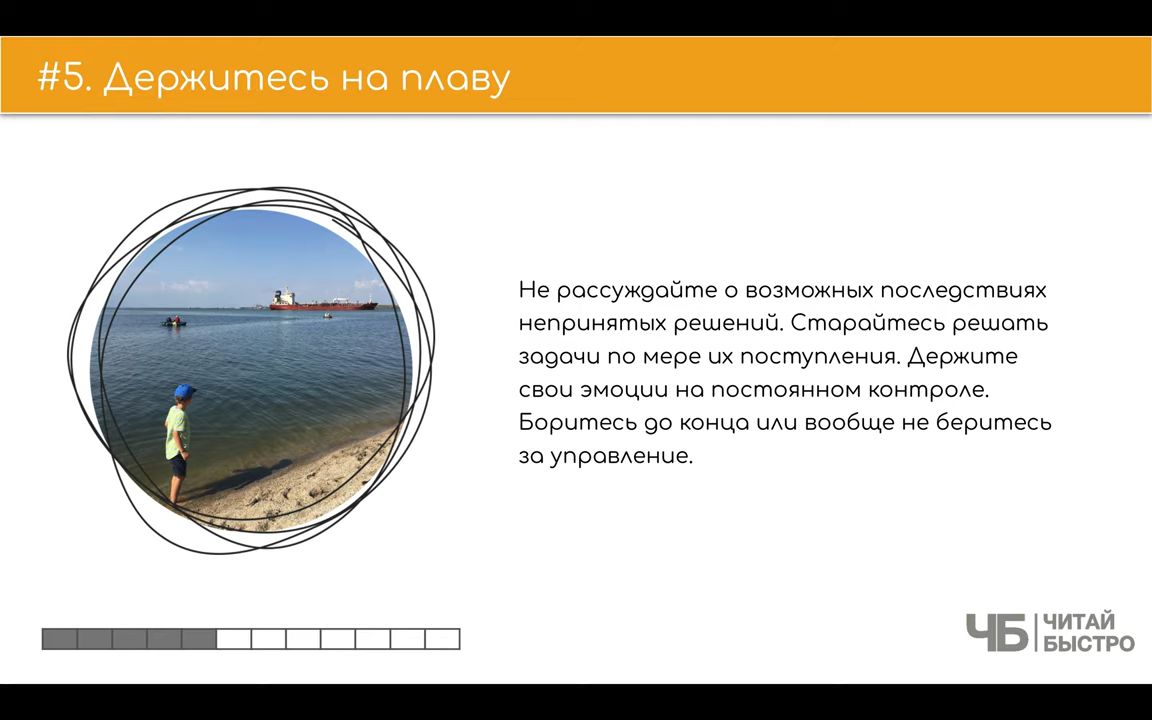 #5. Держитесь на плаву
Не рассуждайте о возможных последствиях
непринятых решений. Старайтесь решать
задачи по мере их поступления. Держите
свои эмоции на постоянном контроле.
Боритесь до конца или вообще не беритесь
за управление.
ЧБ
ЧИТАЙ
БЫСТРО